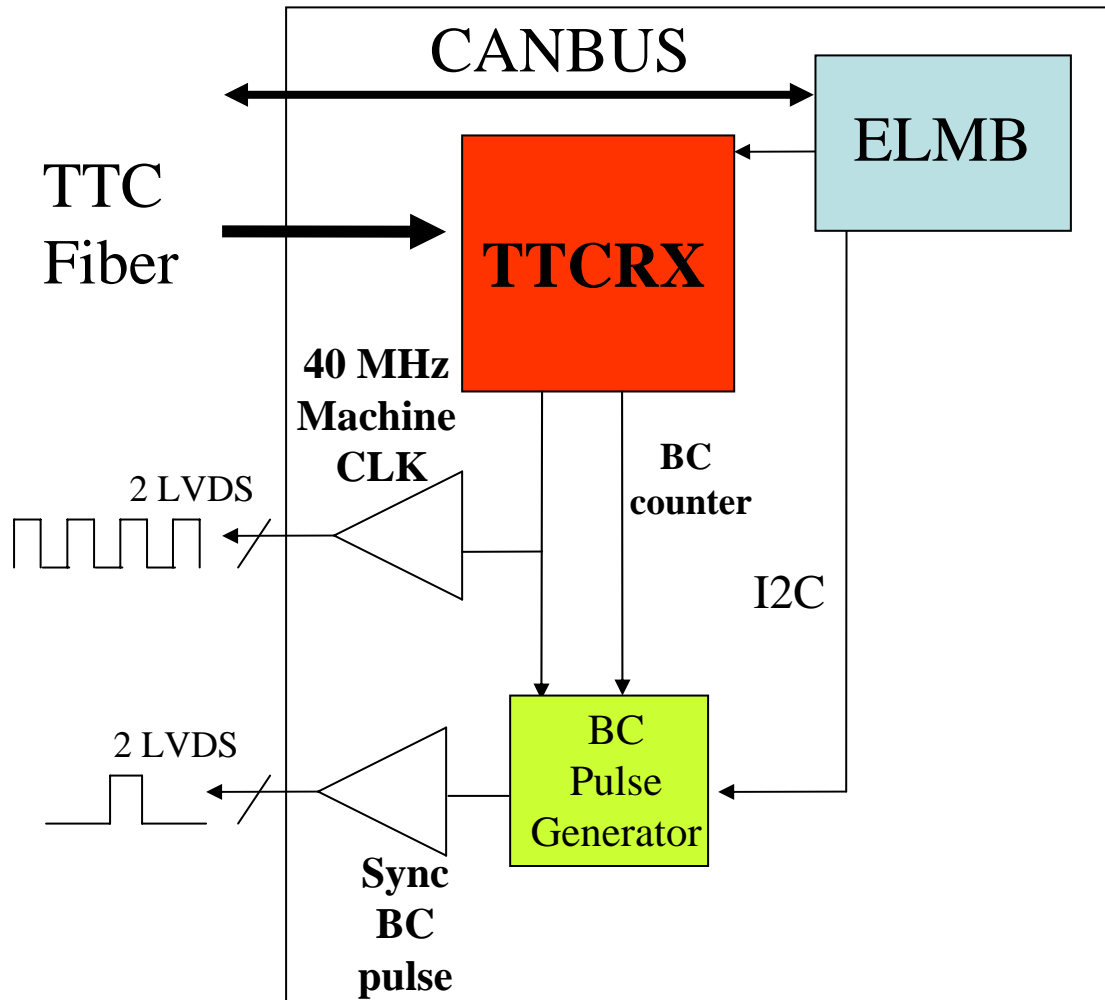 CANBUS
ELMB
TTC
Fiber
TTCRX
40 MHz
Machine
CLK
BC
counter
2 LVDS
I2C
2 LVDS
BC
Pulse
Generator
Sync
BC
pulse